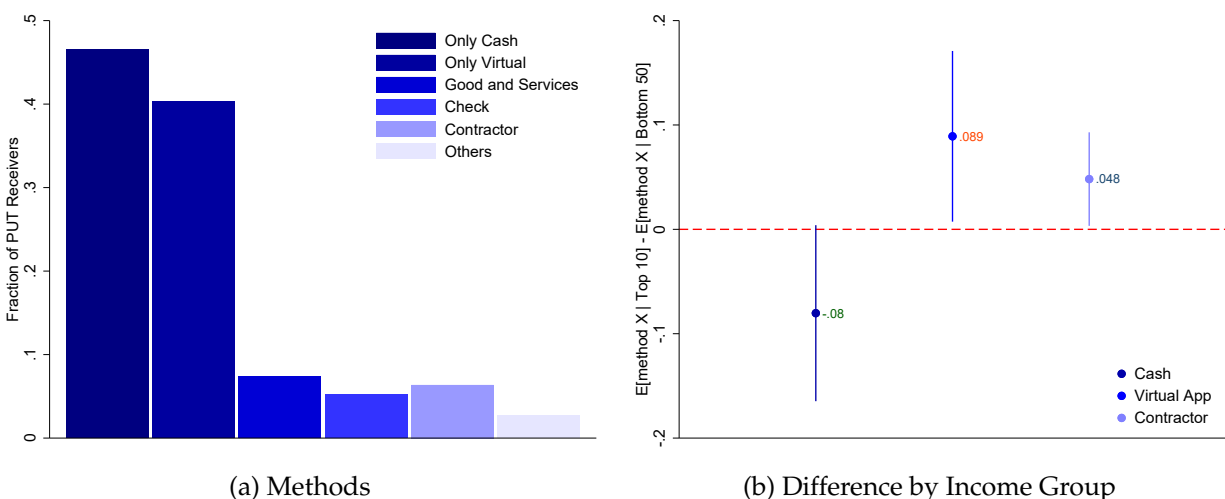 Fraction of PUT Receivers
.5
.4
.3
.2
.1
0
Only Cash
Only Virtual
Good and Services
Check
Contractor
Others
(a) Methods
E[method X | Top 10] - E[method X | Bottom 50]
.2
.1
0
-.1
-.2
.089
.048
-.08
Cash
Virtual App
Contractor
(b) Difference by Income Group